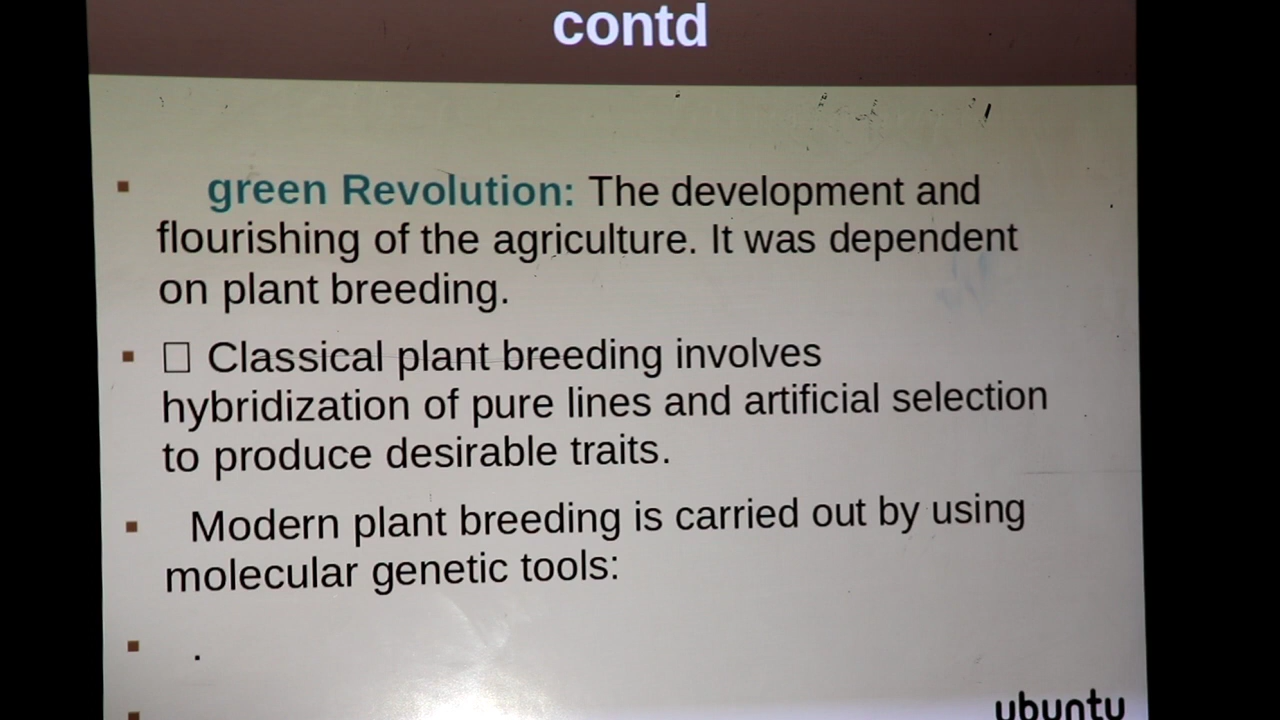 contd
green Revolution: The development and
flourishing of the agriculture. It was dependent
on plant breeding.
Classical plant breeding involves
hybridization of pure lines and artificial selection
to produce desirable traits.
Modern plant breeding is carried out by using
molecular genetic tools:
.
ubuntu